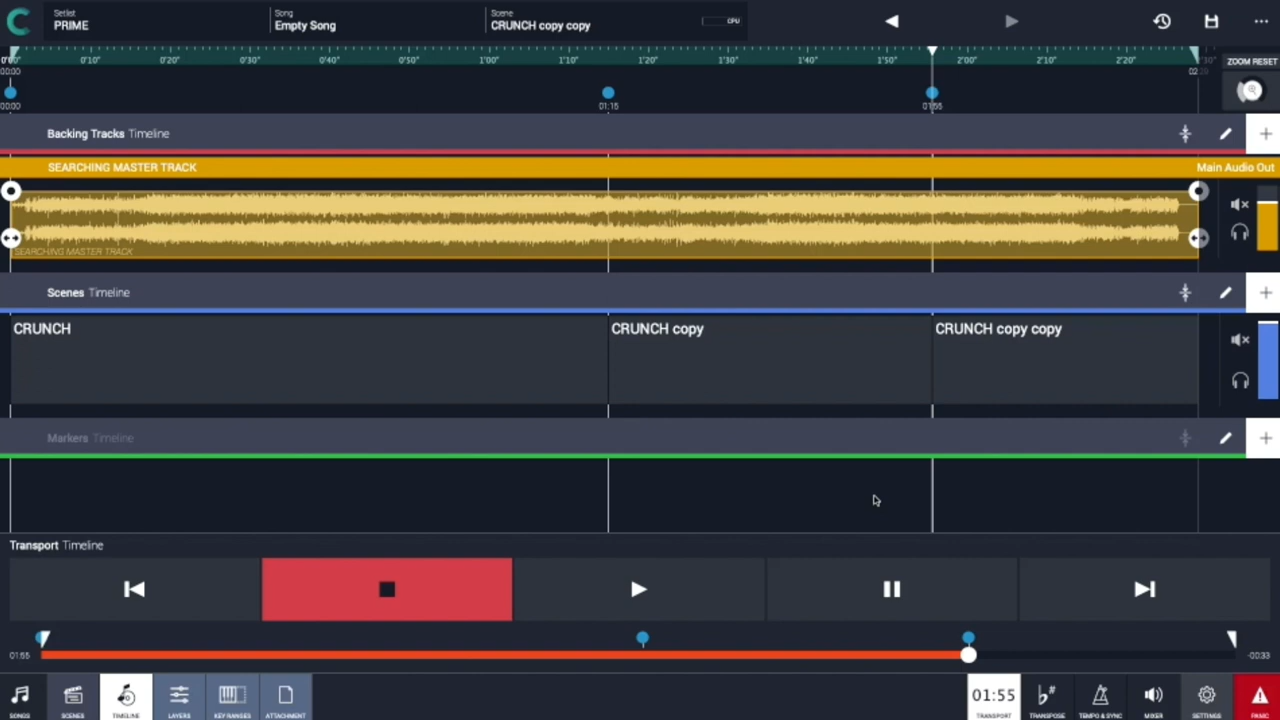 Setlist
PRIME
Song
Empty Song
Scene
CRUNCH copy copy
CPU
0'10"
0'20"
0'30"
0'40"
0'50"
1'00"
1'10"
1'20"
1'30"
1'40"
1'50"
2'00"
2'10"
2'20"
ZOOM RESET
00:00
00:00
01:15
01:55
Backing Tracks Timeline
SEARCHING MASTER TRACK
Main Audio Out
SEARCHING MASTER TRACK
Scenes Timeline
CRUNCH
CRUNCH copy
CRUNCH copy copy
Markers Timeline
Transport Timeline
01:55
-00:33
SONGS
SCENES
TIMELINE
LAYERS
KEY RANGES
ATTACHMENT
01:55
TRANSPORT
TRANSPOSE
TEMPO & SYNC
MIXER
SETTINGS
PANIC